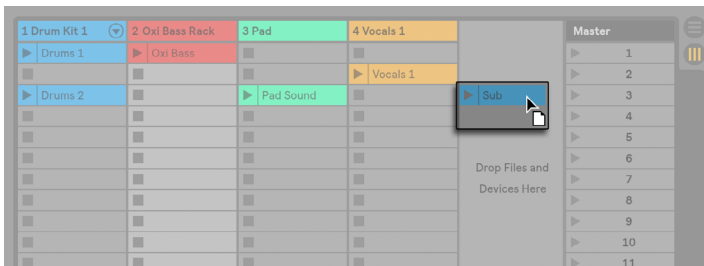 1 Drum Kit 1 2 Oxi Bass Rack 3 Pad 4 Vocals 1 Master
Drums 1 Oxi Bass 1
Vocals 1 2
Drums 2 Pad Sound Sub 3
4
5
6
Drop Files and
7
Devices Here
8
9
10
11